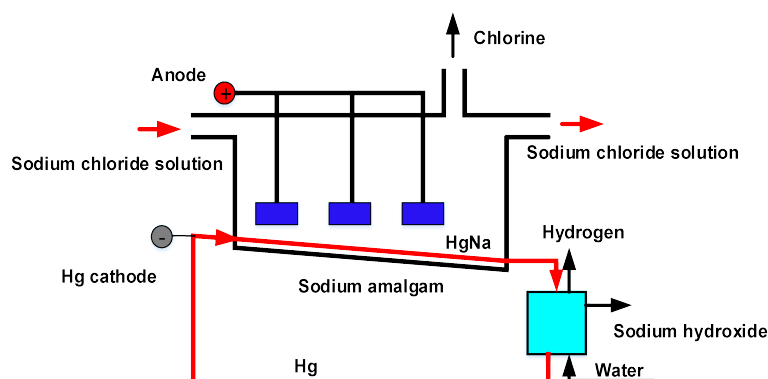 Chlorine
Anode
+
Sodium chloride solution
Sodium chloride solution
-
HgNa
Hydrogen
Hg cathode
Sodium amalgam
Sodium hydroxide
Hg
Water